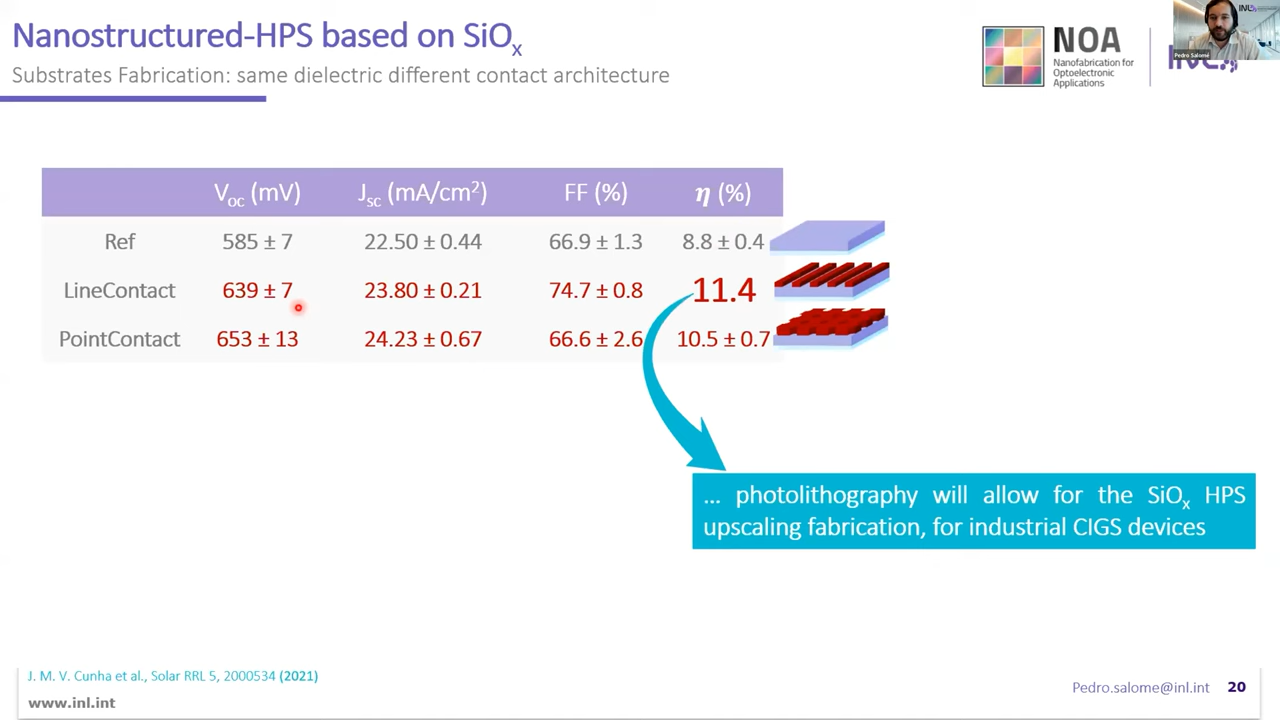 Nanostructured-HPS based on SiOx
Substrates Fabrication: same dielectric different contact architecture
NOA
Nanofabrication for
Optoelectronic
Applications
INL
Pedro Salomé
Voc (mV) Jsc (mA/cm²) FF (%) η (%)
Ref 585 ± 7 22.50 ± 0.44 66.9 ± 1.3 8.8 ± 0.4
LineContact 639 ± 7 23.80 ± 0.21 74.7 ± 0.8 11.4
PointContact 653 ± 13 24.23 ± 0.67 66.6 ± 2.6 10.5 ± 0.7
... photolithography will allow for the SiOx HPS
upscaling fabrication, for industrial CIGS devices
J. M. V. Cunha et al., Solar RRL 5, 2000534 (2021)
www.inl.int
Pedro.salome@inl.int 20